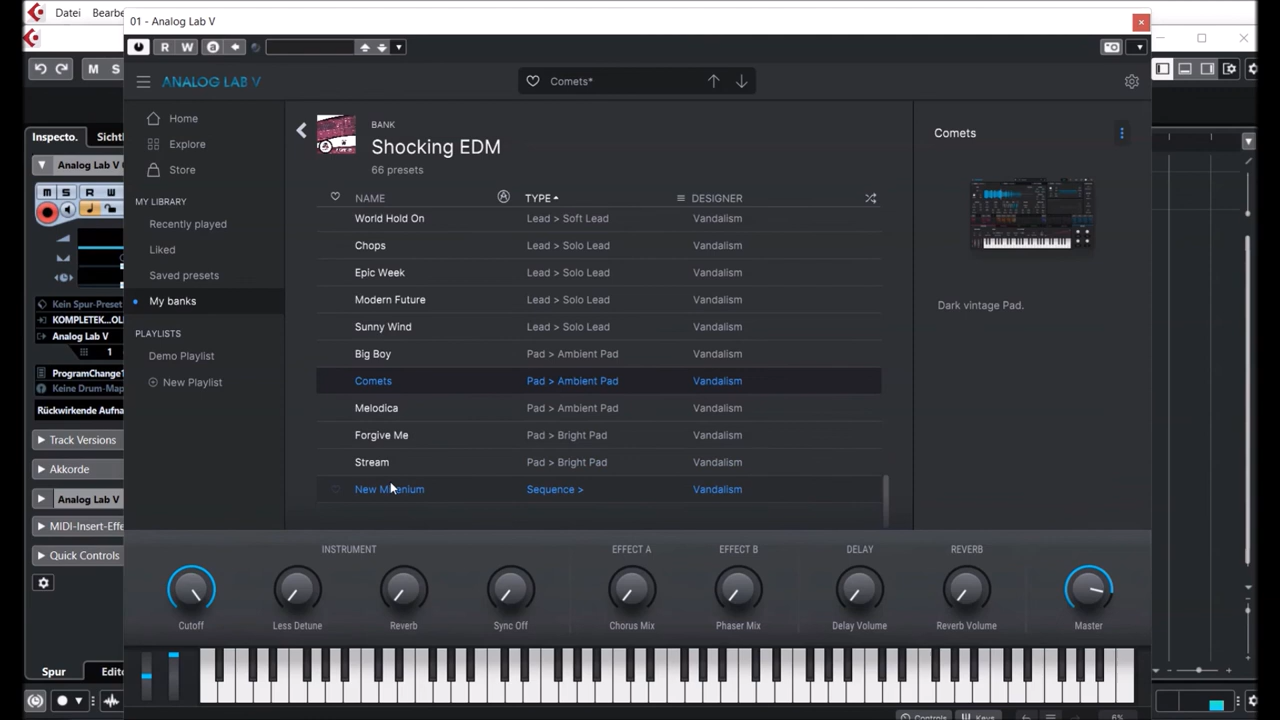 Datei Bearbe
01 - Analog Lab V
R W
ANALOG LAB V
Comets*
M S
Home
Explore
Store
MY LIBRARY
Recently played
Liked
Saved presets
My banks
PLAYLISTS
Demo Playlist
New Playlist
BANK
Shocking EDM
66 presets
NAME TYPE DESIGNER
World Hold On Lead > Soft Lead Vandalism
Chops Lead > Solo Lead Vandalism
Epic Week Lead > Solo Lead Vandalism
Modern Future Lead > Solo Lead Vandalism
Sunny Wind Lead > Solo Lead Vandalism
Big Boy Pad > Ambient Pad Vandalism
Comets Pad > Ambient Pad Vandalism
Melodica Pad > Ambient Pad Vandalism
Forgive Me Pad > Bright Pad Vandalism
Stream Pad > Bright Pad Vandalism
New Sequence > Vandalism
Comets
Dark vintage Pad.
Inspecto. Sichtl
Analog Lab V
m S R W
Kein Spur-Preset
KOMPLETEK...OL
Analog Lab V
1
ProgramChange1
Keine Drum-Map
Rückwirkende Aufna
Track Versions
Akkorde
Analog Lab V
MIDI-Insert-Effe
Quick Controls
Spur Edito
INSTRUMENT EFFECT A EFFECT B DELAY REVERB
Cutoff Less Detune Reverb Sync Off Chorus Mix Phaser Mix Delay Volume Reverb Volume Master
Controls Keys 6%